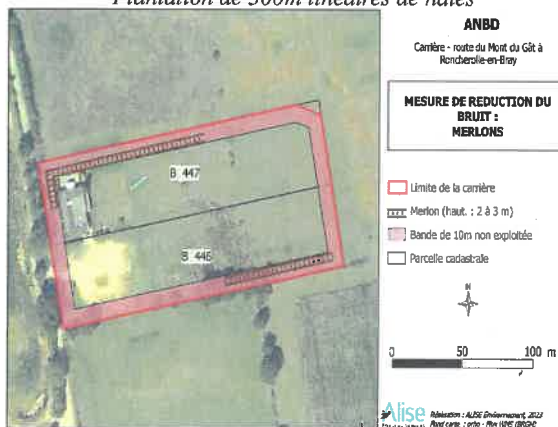 Plantation de 300m linéaires de haies
ANBD
Carrière - route du Mont du Gât à
Roncherolle-en-Bray
MESURE DE REDUCTION DU
BRUIT :
MERLONS
B 447
B 446
Limite de la carrière
Merlon (haut. : 2 à 3 m)
Bande de 10m non exploitée
Parcelle cadastrale
N
0 50 100 m
Alise
Réalisation : ALISE Environnement, 2023
Fond carte : ortho - Flux WMS